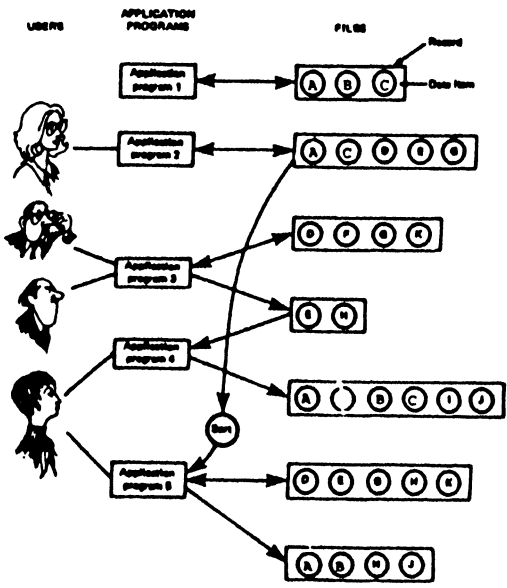 USERS
APPLICATION
PROGRAMS
FILES
Record
Application
program 1
A B C
Data Item
Application
program 2
A C D E G
D F G K
Application
program 3
E H
Application
program 4
A B C I J
Sort
Application
program 5
D E G H K
A B H J